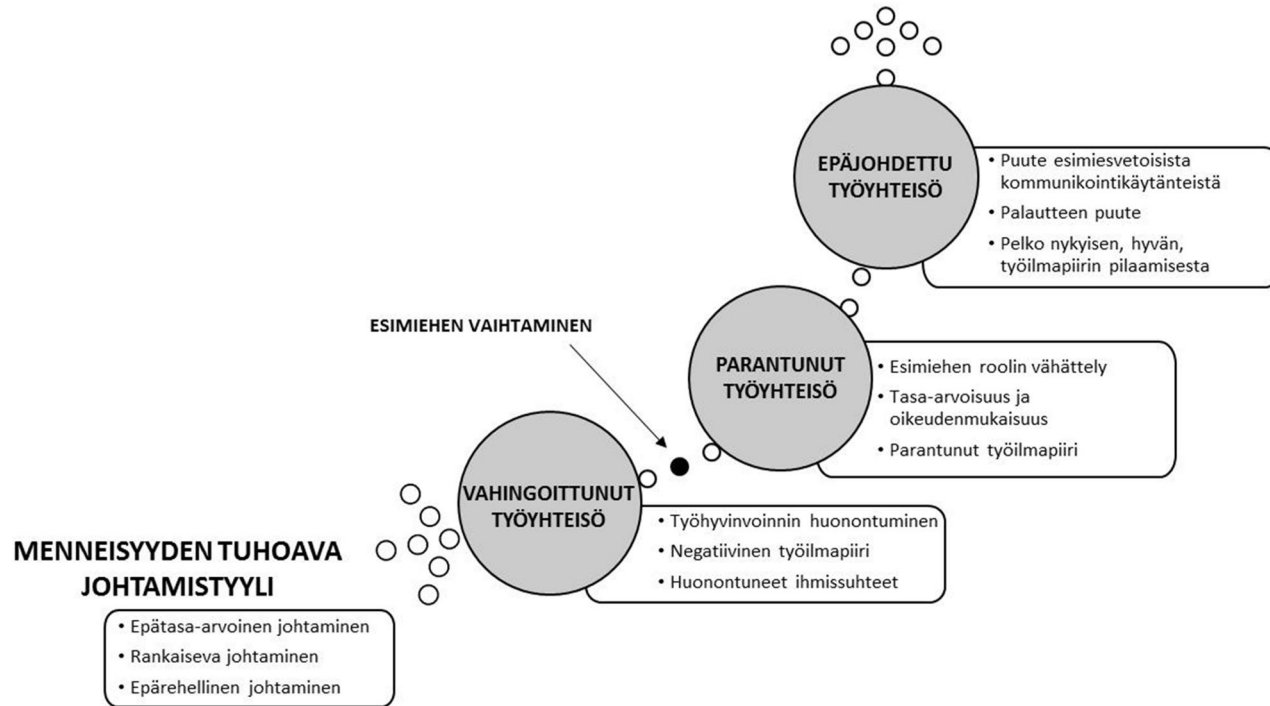 EPÄJOHDETTU
TYÖYHTEISÖ
• Puute esimiesvetoisista
kommunikointikäytänteistä
• Palautteen puute
• Pelko nykyisen, hyvän,
työilmapiirin pilaamisesta
ESIMIEHEN VAIHTAMINEN
PARANTUNUT
TYÖYHTEISÖ
• Esimiehen roolin vähättely
• Tasa-arvoisuus ja
oikeudenmukaisuus
• Parantunut työilmapiiri
VAHINGOITTUNUT
TYÖYHTEISÖ
• Työhyvinvoinnin huonontuminen
• Negatiivinen työilmapiiri
• Huonontuneet ihmissuhteet
MENNEISYYDEN TUHOAVA
JOHTAMISTYYLI
• Epätasa-arvoinen johtaminen
• Rankaiseva johtaminen
• Epärehellinen johtaminen